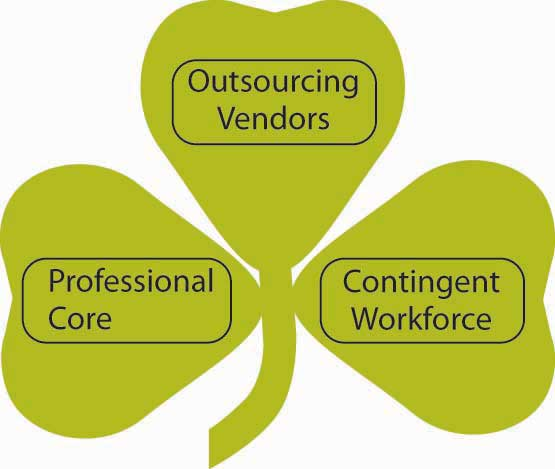 Outsourcing
Vendors
Professional
Core
Contingent
Workforce